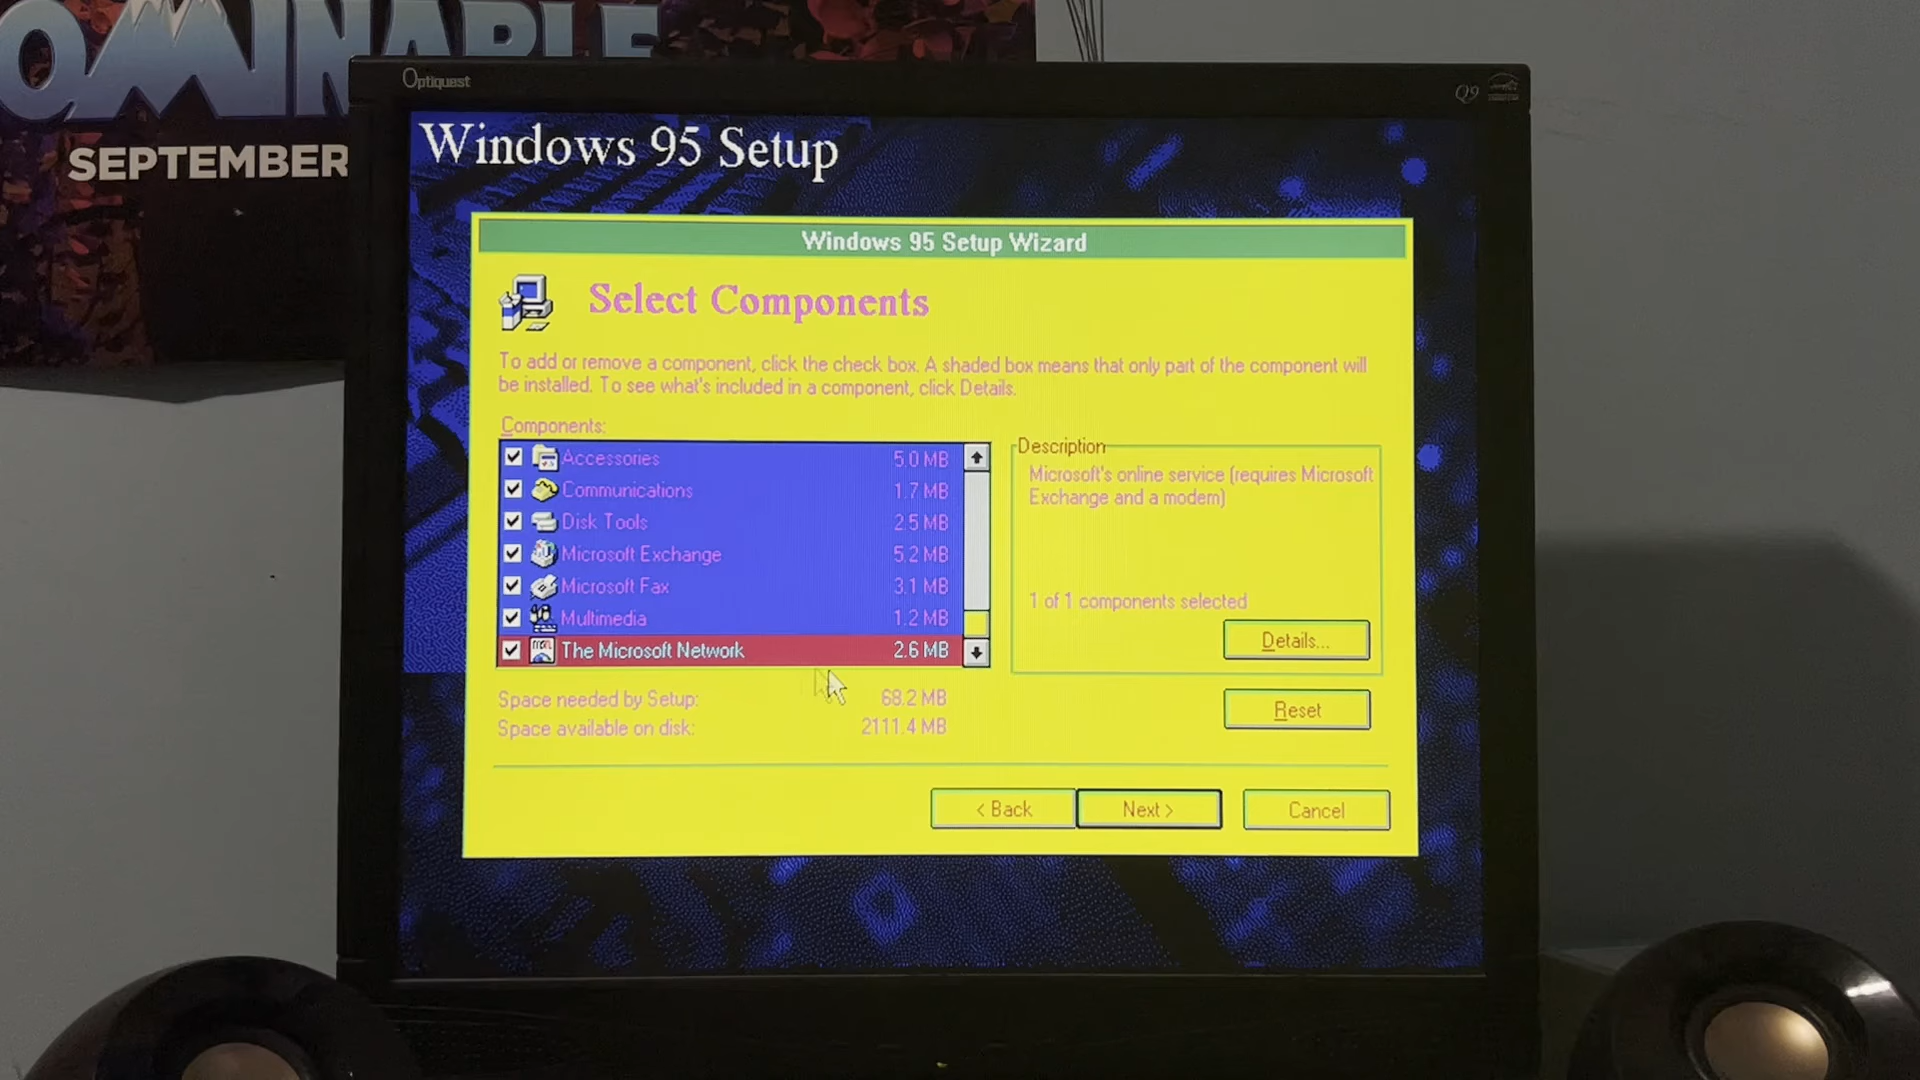 OMINABLE
SEPTEMBER
Optiquest
Q9
Windows 95 Setup
Windows 95 Setup Wizard
Select Components
To add or remove a component, click the check box. A shaded box means that only part of the component will
be installed. To see what's included in a component, click Details.
Components:
Accessories 5.0 MB
Communications 1.7 MB
Disk Tools 2.5 MB
Microsoft Exchange 5.2 MB
Microsoft Fax 3.1 MB
Multimedia 1.2 MB
The Microsoft Network 2.6 MB
Description
Microsoft's online service (requires Microsoft
Exchange and a modem)
1 of 1 components selected
Details...
Space needed by Setup: 68.2 MB
Space available on disk: 2111.4 MB
Reset
< Back
Next >
Cancel